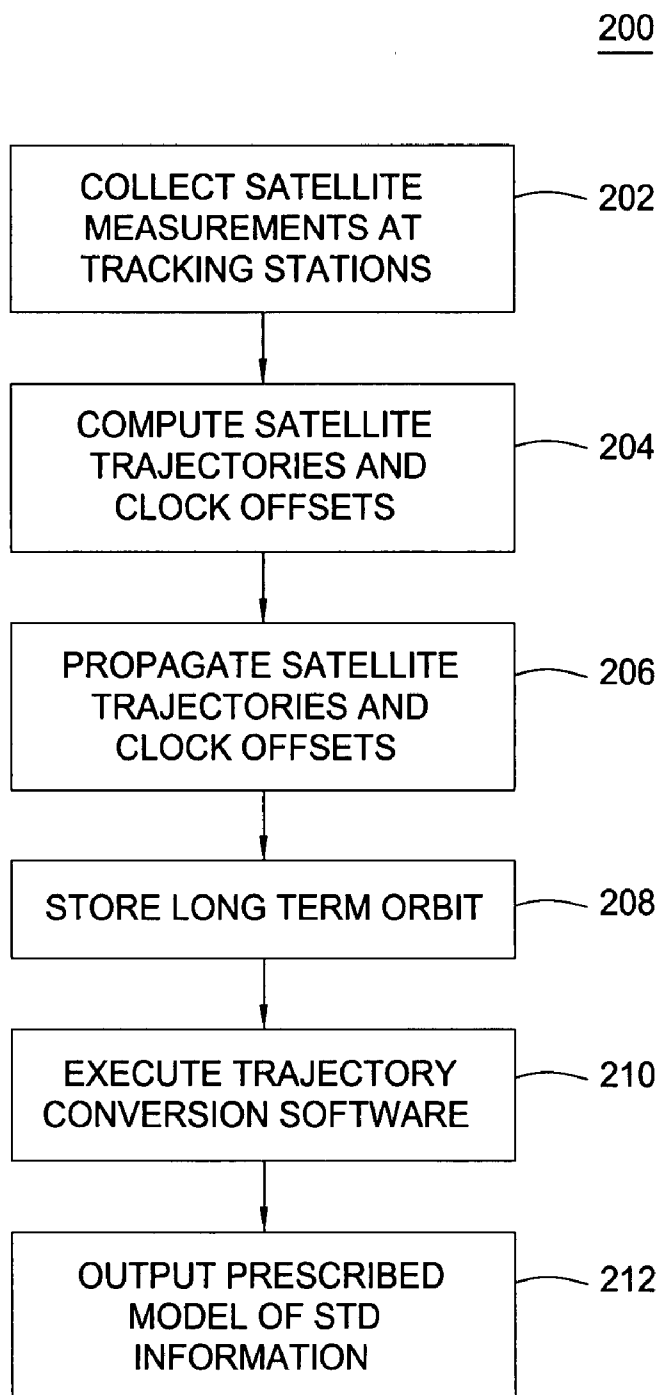 200
COLLECT SATELLITE
MEASUREMENTS AT
TRACKING STATIONS
202
COMPUTE SATELLITE
TRAJECTORIES AND
CLOCK OFFSETS
204
PROPAGATE SATELLITE
TRAJECTORIES AND
CLOCK OFFSETS
206
STORE LONG TERM ORBIT
208
EXECUTE TRAJECTORY
CONVERSION SOFTWARE
210
OUTPUT PRESCRIBED
MODEL OF STD
INFORMATION
212